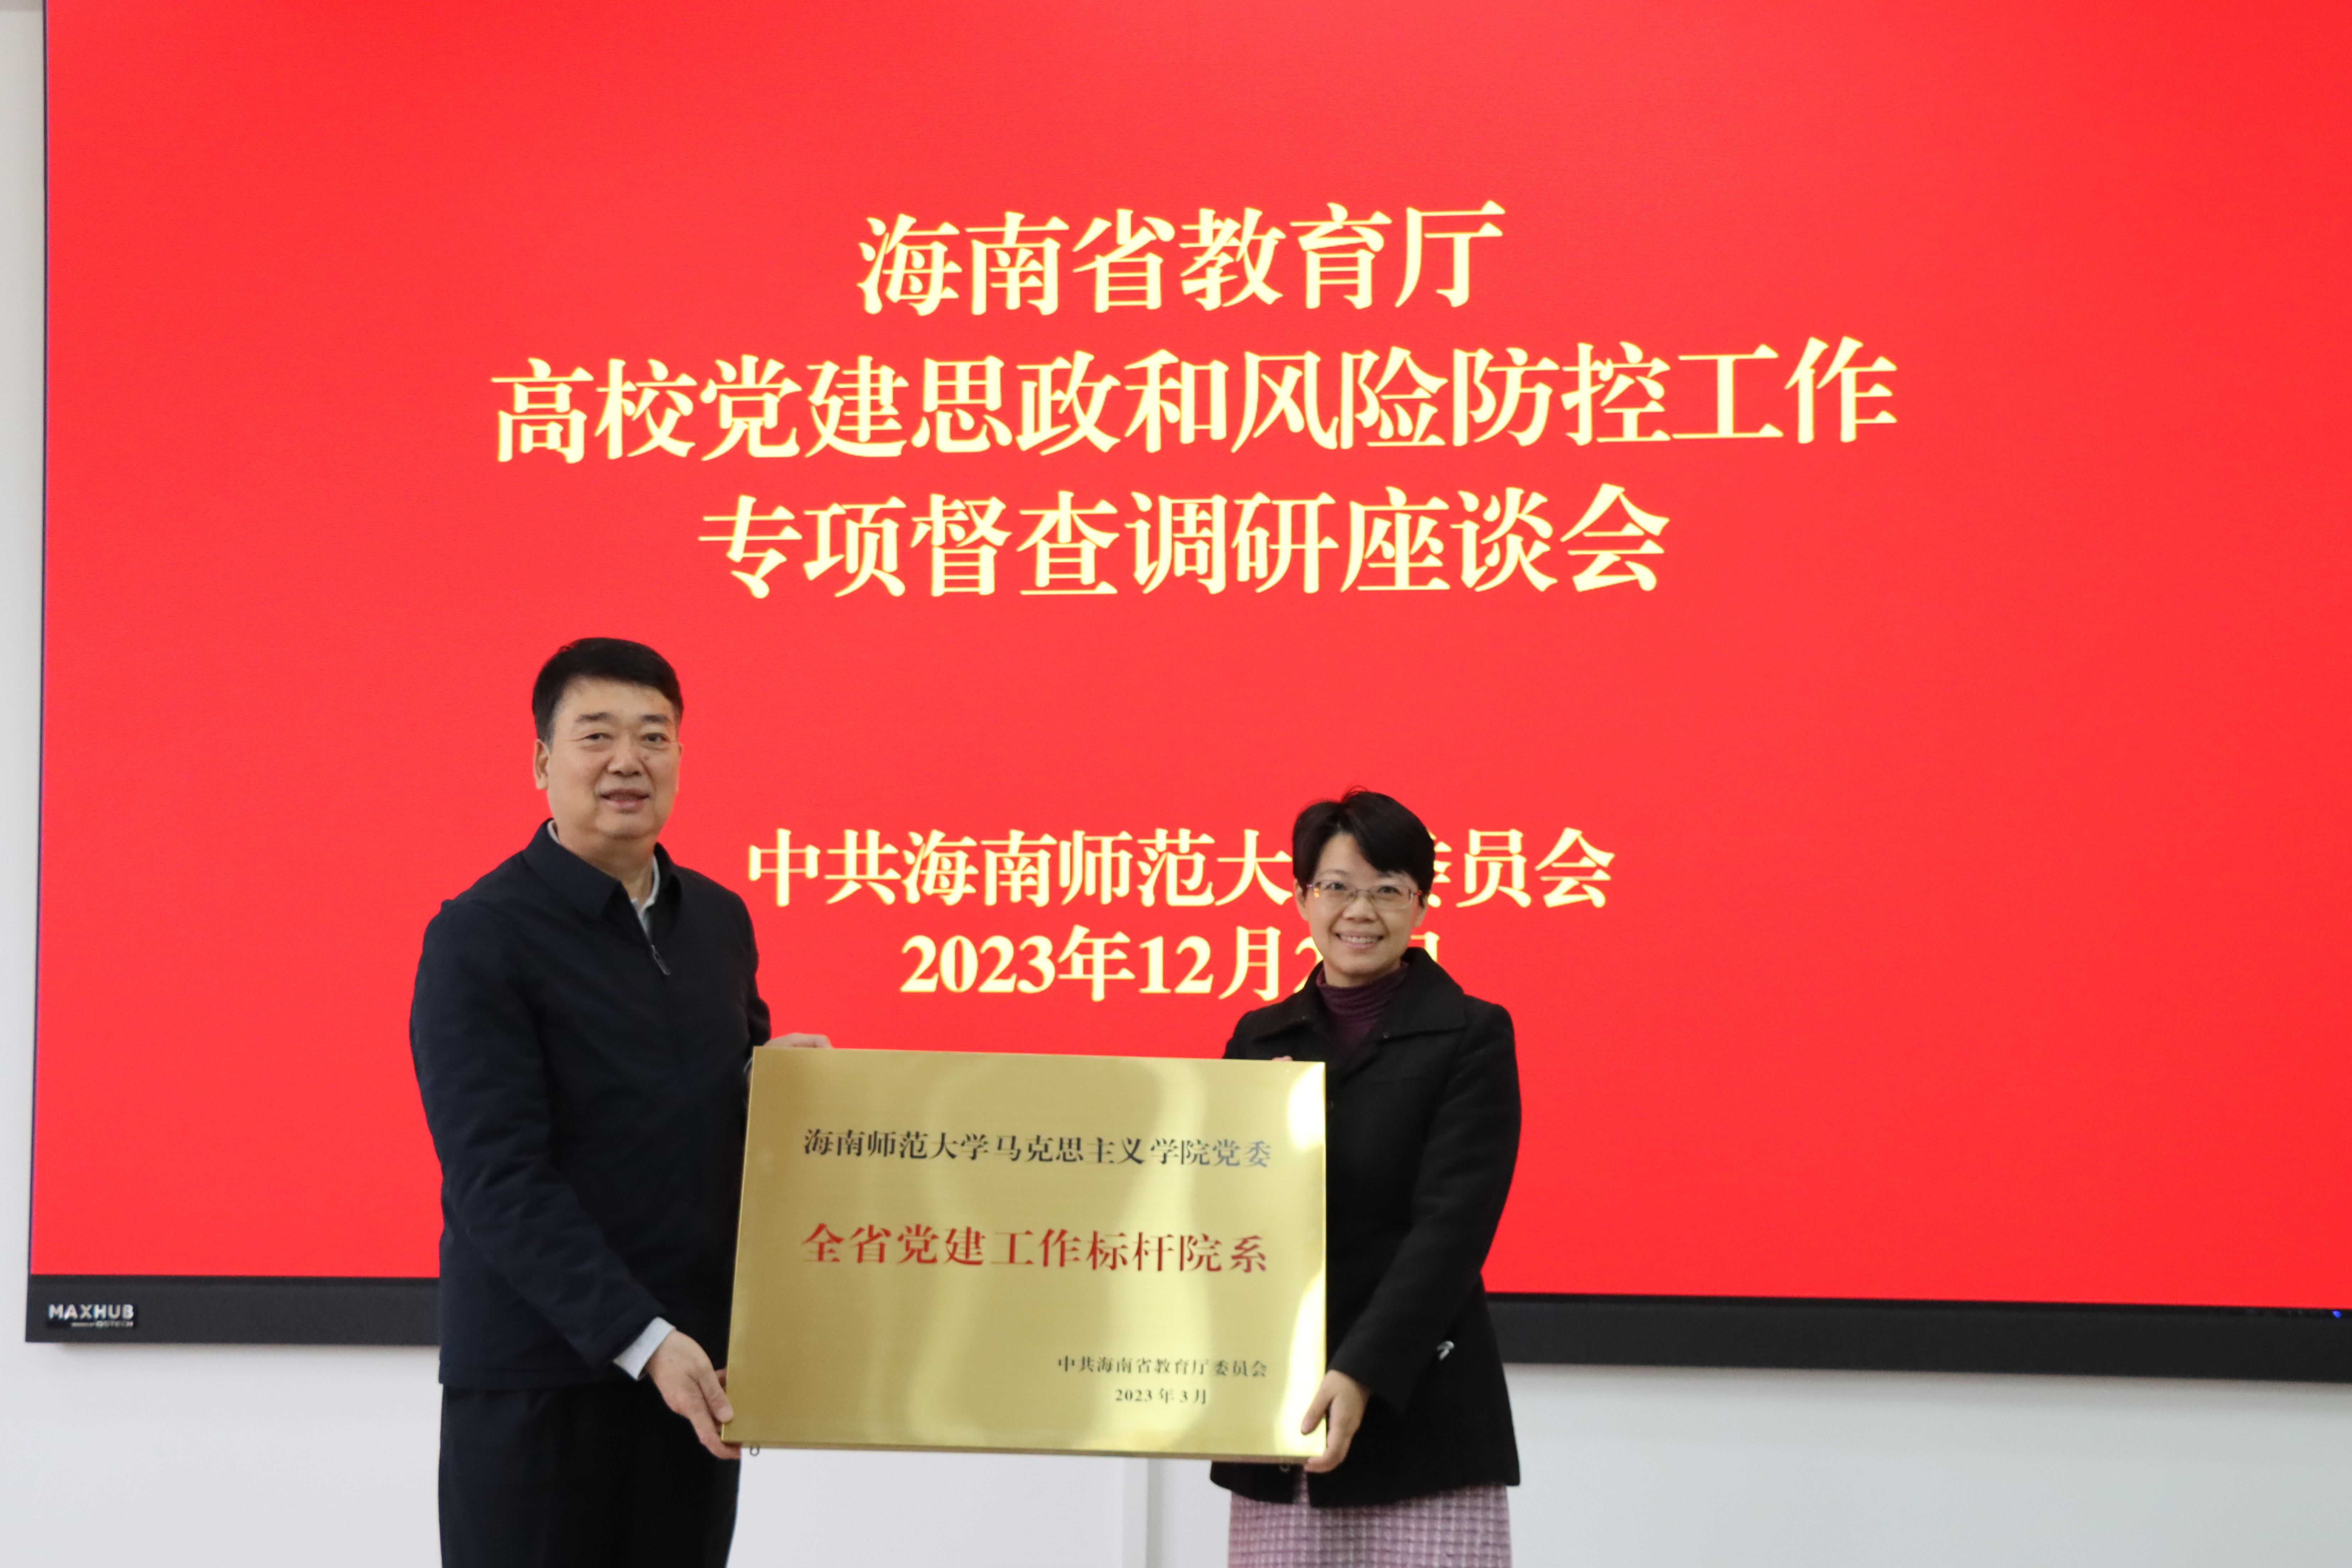 海南省教育厅
高校党建思政和风险防控工作
专项督查调研座谈会
中共海南师范大 员会
2023年12月2
海南师范大学马克思主义学院党委
全省党建工作标杆院系
中共海南省教育厅委员会
2023年3月
MAXHUB